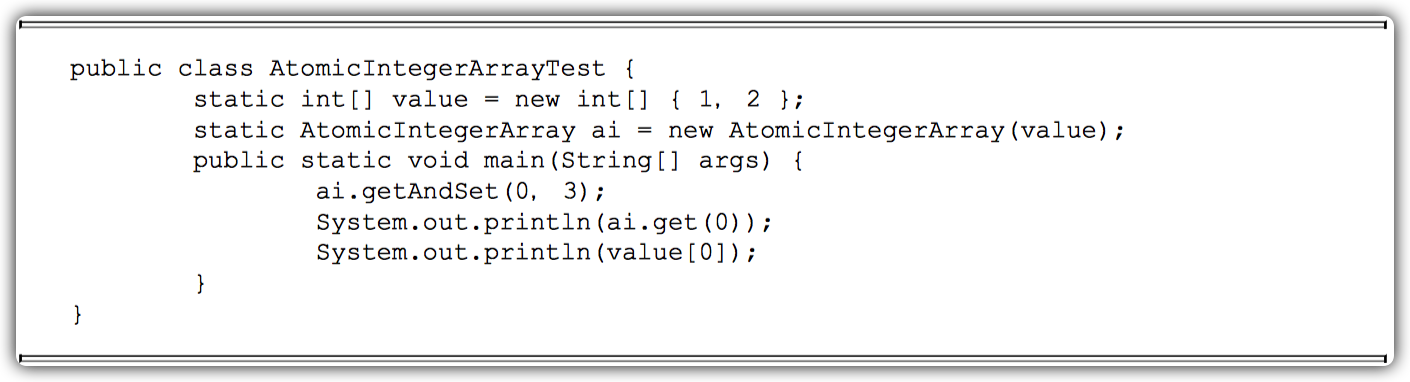 public class AtomicIntegerArrayTest {
static int[] value = new int[] { 1, 2 };
static AtomicIntegerArray ai = new AtomicIntegerArray(value);
public static void main(String[] args) {
ai.getAndSet(0, 3);
System.out.println(ai.get(0));
System.out.println(value[0]);
}
}